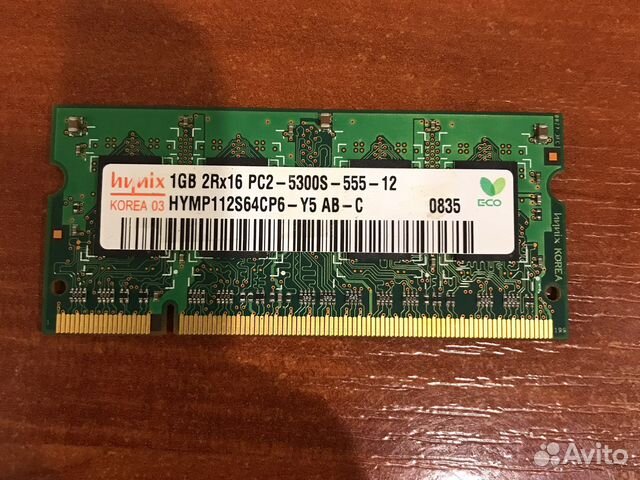 hynix
KOREA 03
1GB 2Rx16 PC2-5300S-555-12
HYMP112S64CP6-Y5 AB-C
0835
ECO
hynix KOREA
Avito